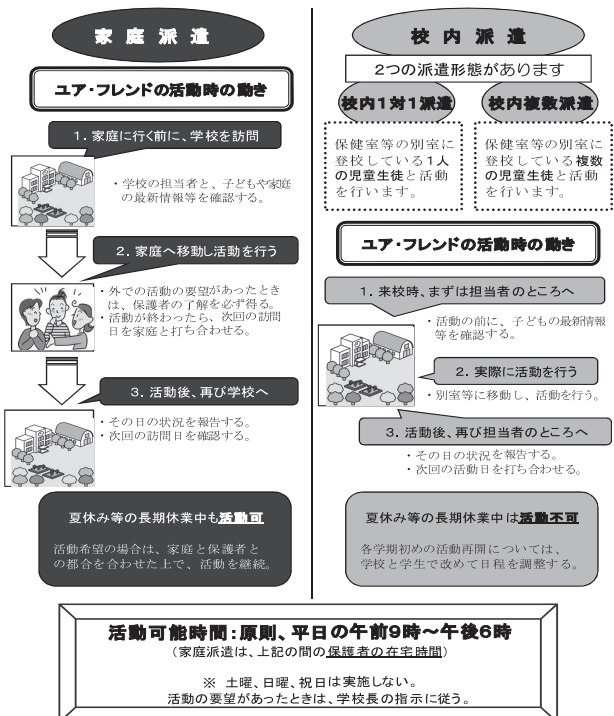 家庭派遣
ユア・フレンドの活動時の動き
1. 家庭に行く前に、学校を訪問
・学校の担当者と、子どもや家庭
の最新情報等を確認する。
2. 家庭へ移動し活動を行う
・外での活動の要望があったとき
は、保護者の了解を必ず得る。
・活動が終わったら、次回の訪問
日を家庭と打ち合わせる。
3. 活動後、再び学校へ
・その日の状況を報告する。
・次回の訪問日を確認する。
夏休み等の長期休業中も活動可
活動希望の場合は、家庭と保護者と
の都合を合わせた上で、活動を継続。
校内派遣
2つの派遣形態があります
校内1対1派遣
保健室等の別室に
登校している1人
の児童生徒と活動
を行います。
校内複数派遣
保健室等の別室に
登校している複数
の児童生徒と活動
を行います。
ユア・フレンドの活動時の動き
1. 来校時、まずは担当者のところへ
・活動の前に、子どもの最新情報
等を確認する。
2. 実際に活動を行う
・別室等に移動し、活動を行う。
3. 活動後、再び担当者のところへ
・その日の状況を報告する。
・次回の活動日を打ち合わせる。
夏休み等の長期休業中は活動不可
各学期初めの活動再開については、
学校と学生で改めて日程を調整する。
活動可能時間：原則、平日の午前9時～午後6時
（家庭派遣は、上記の間の保護者の在宅時間）
※ 土曜、日曜、祝日は実施しない。
活動の要望があったときは、学校長の指示に従う。